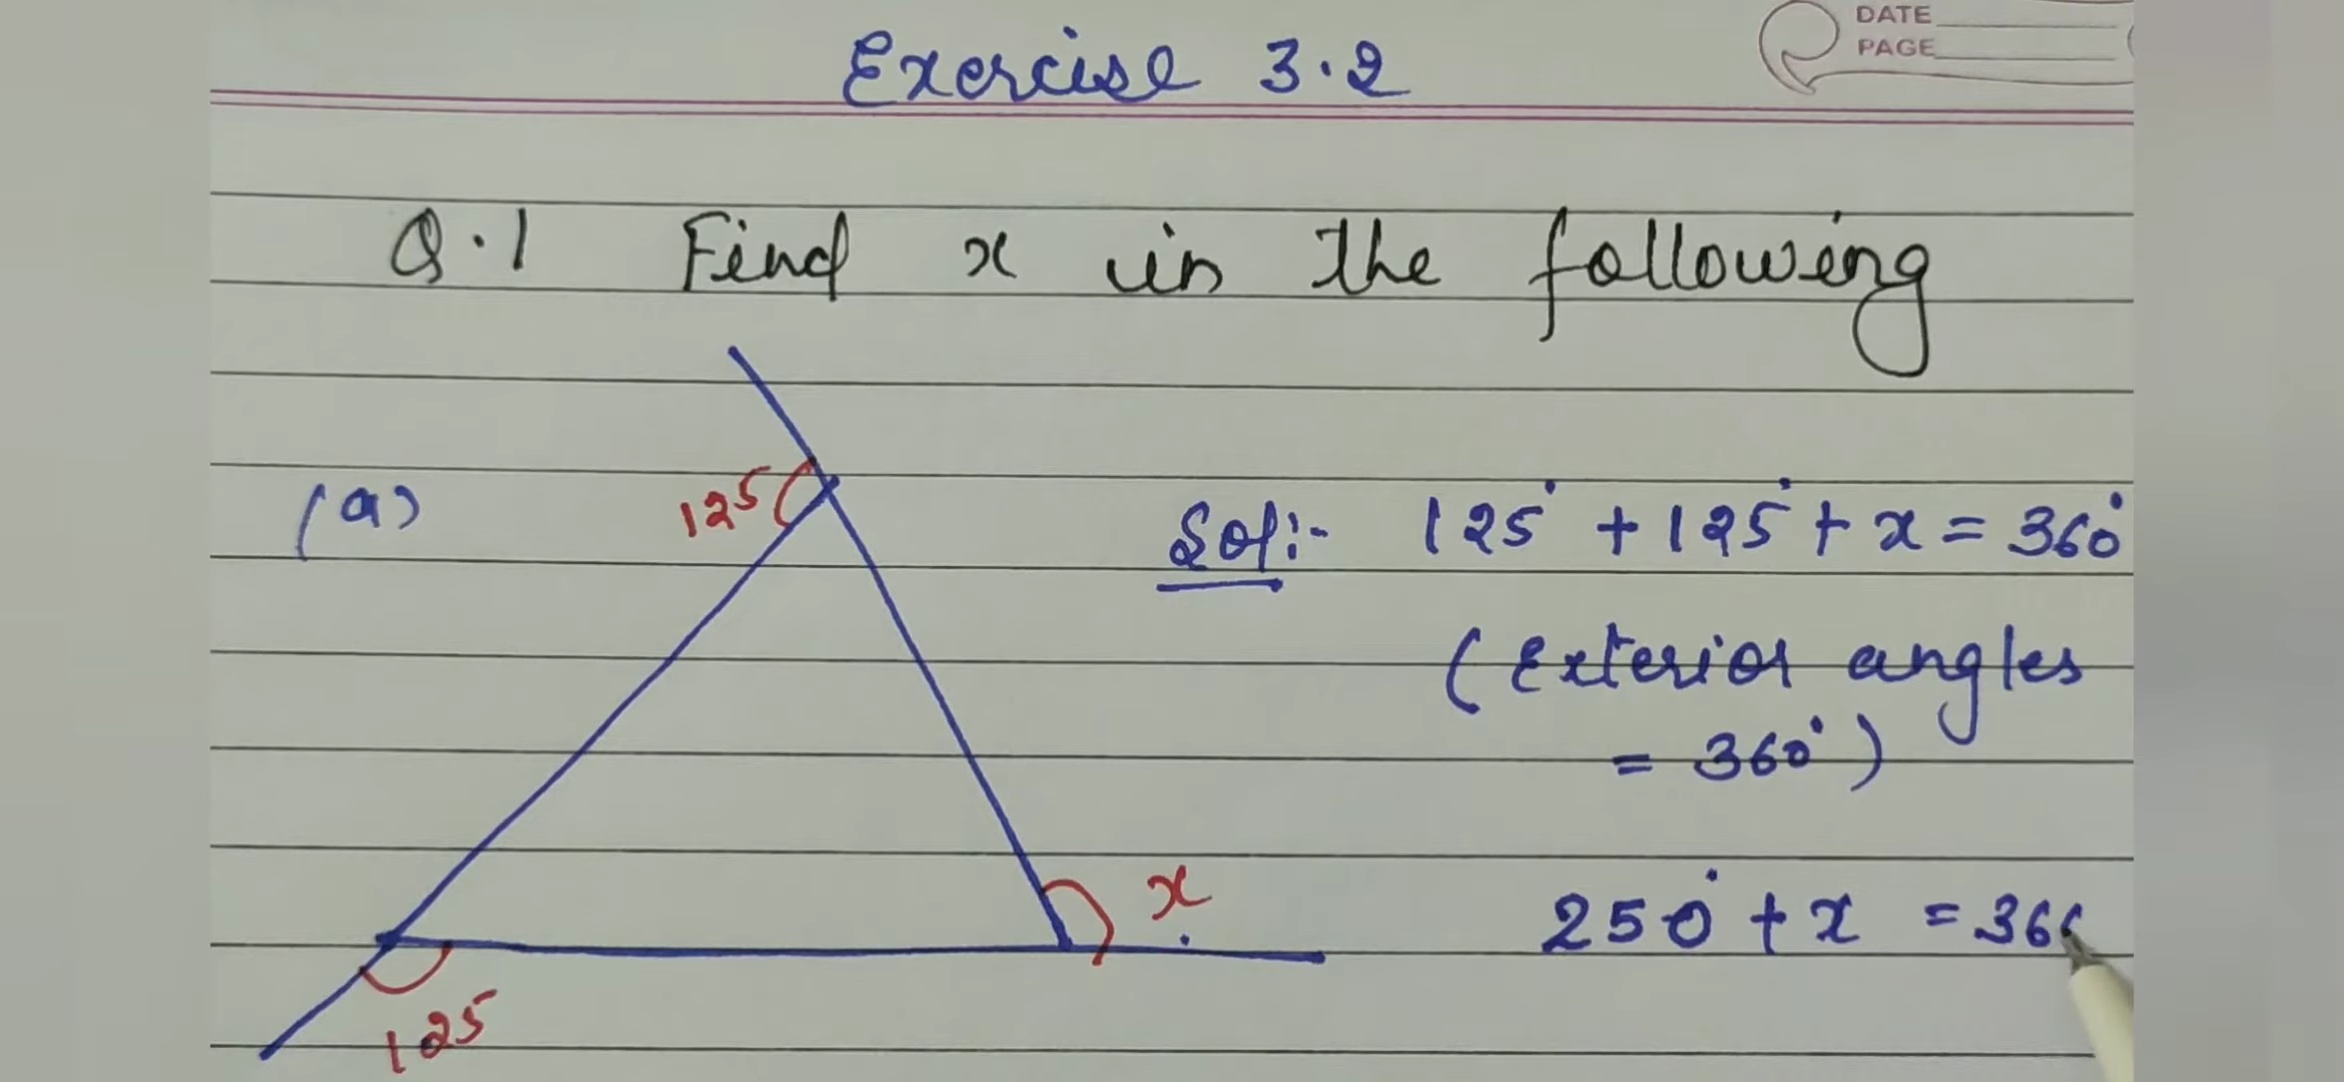 DATE
PAGE
Exercise 3.2
Q.1 Find x in the following
(a)
125
Sol:- 125° + 125° + x = 360°
(Exterior angles
= 360°)
x
250° + x = 360
125